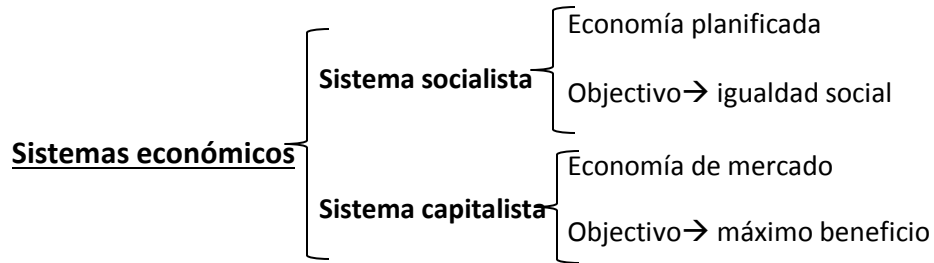 Sistemas económicos
Sistema socialista
Economía planificada
Objectivo→ igualdad social
Sistema capitalista
Economía de mercado
Objectivo→ máximo beneficio